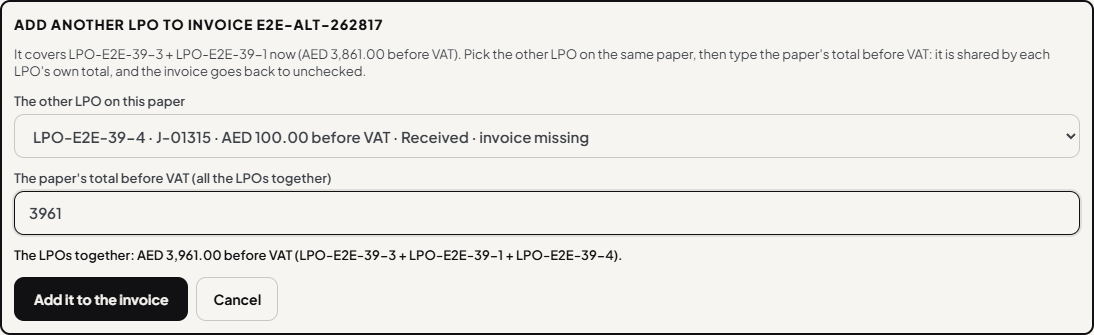 ADD ANOTHER LPO TO INVOICE E2E-ALT-262817
It covers LPO-E2E-39-3 + LPO-E2E-39-1 now (AED 3,861.00 before VAT). Pick the other LPO on the same paper, then type the paper's total before VAT: it is shared by each
LPO's own total, and the invoice goes back to unchecked.
The other LPO on this paper
LPO-E2E-39-4 · J-01315 · AED 100.00 before VAT · Received · invoice missing
The paper's total before VAT (all the LPOs together)
3961
The LPOs together: AED 3,961.00 before VAT (LPO-E2E-39-3 + LPO-E2E-39-1 + LPO-E2E-39-4).
Add it to the invoice Cancel